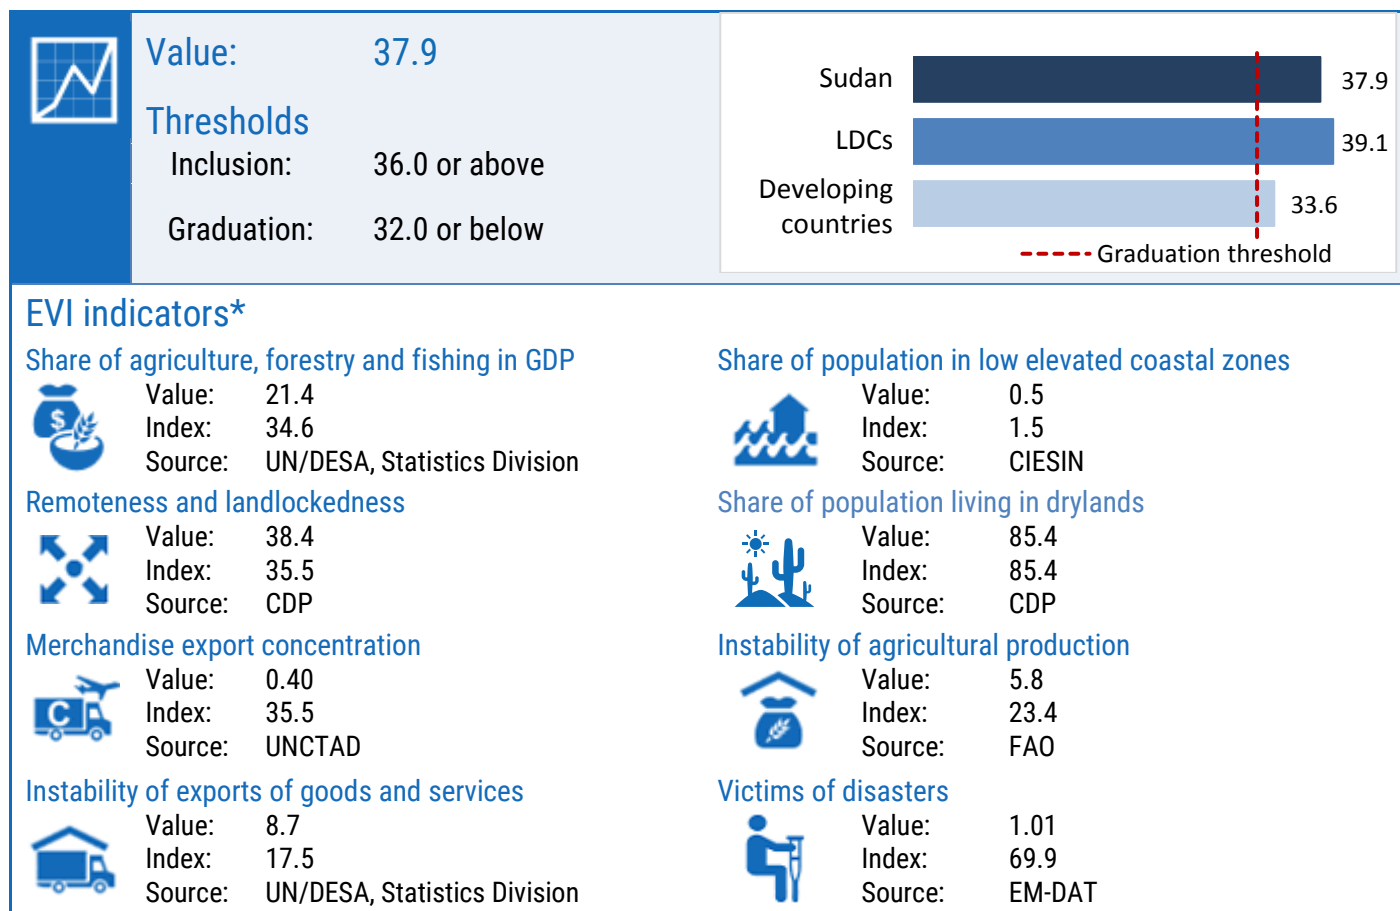 Value: 37.9
Thresholds
Inclusion: 36.0 or above
Graduation: 32.0 or below
Sudan 37.9
LDCs 39.1
Developing
countries 33.6
Graduation threshold
EVI indicators*
Share of agriculture, forestry and fishing in GDP
$
Value: 21.4
Index: 34.6
Source: UN/DESA, Statistics Division
Share of population in low elevated coastal zones
Value: 0.5
Index: 1.5
Source: CIESIN
Remoteness and landlockedness
Value: 38.4
Index: 35.5
Source: CDP
Share of population living in drylands
Value: 85.4
Index: 85.4
Source: CDP
Merchandise export concentration
C
Value: 0.40
Index: 35.5
Source: UNCTAD
Instability of agricultural production
Value: 5.8
Index: 23.4
Source: FAO
Instability of exports of goods and services
Value: 8.7
Index: 17.5
Source: UN/DESA, Statistics Division
Victims of disasters
Value: 1.01
Index: 69.9
Source: EM-DAT